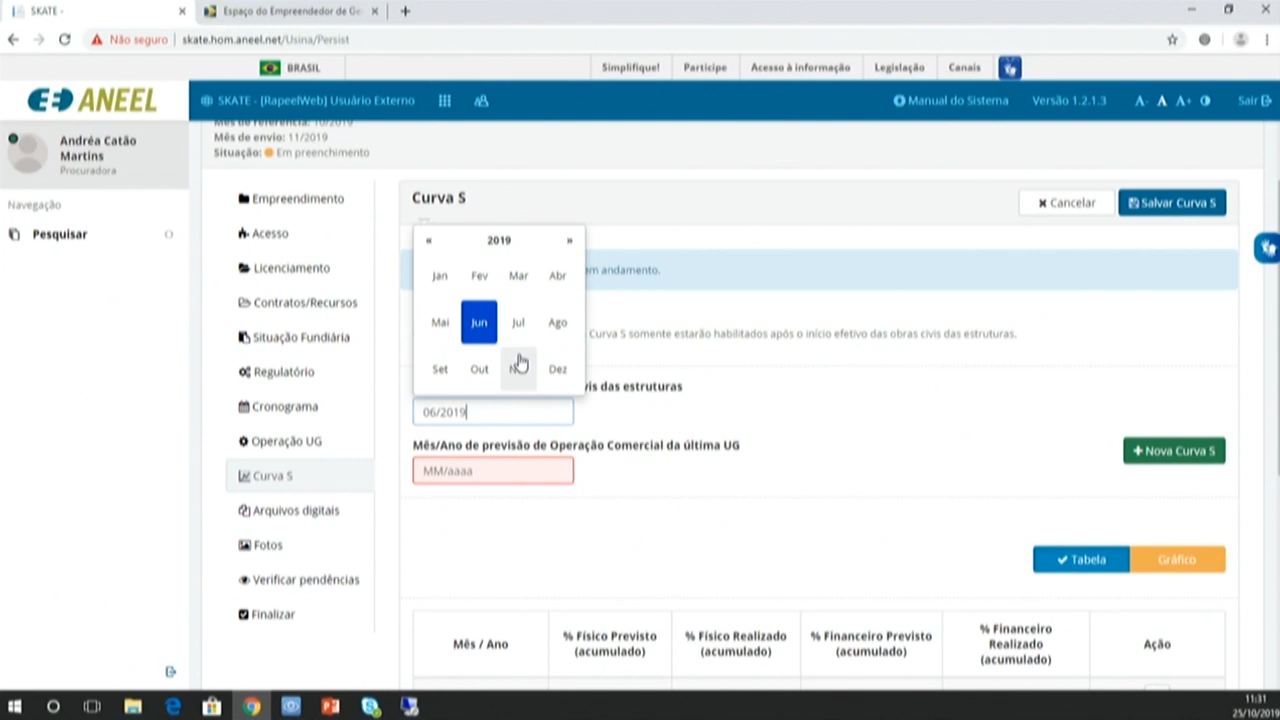 SKATE -
Espaço do Empreendedor de Ge
Não seguro
skate.hom.aneel.net/Usina/Persist
BRASIL
Simplifique!
Participe
Acesso à informação
Legislação
Canais
ANEEL
SKATE - [RapeelWeb] Usuário Externo
Manual do Sistema
Versão 1.2.1.3
A-
A
A+
Sair
Andréa Catão
Martins
Procuradora
Navegação
Pesquisar
Mês de referência: 10/2019
Mês de envio: 11/2019
Situação: Em preenchimento
Empreendimento
Acesso
Licenciamento
Contratos/Recursos
Situação Fundiária
Regulatório
Cronograma
Operação UG
Curva S
Arquivos digitais
Fotos
Verificar pendências
Finalizar
Curva S
Cancelar
Salvar Curva S
« 2019 »
Jan Fev Mar Abr
Mai Jun Jul Ago
Set Out Dez
em andamento.
Curva S somente estarão habilitados após o início efetivo das obras civis das estruturas.
vis das estruturas
06/2019
Mês/Ano de previsão de Operação Comercial da última UG
MM/aaaa
Nova Curva S
Tabela
Gráfico
Mês / Ano
% Físico Previsto
(acumulado)
% Físico Realizado
(acumulado)
% Financeiro Previsto
(acumulado)
% Financeiro
Realizado
(acumulado)
Ação
11:31
25/10/2019